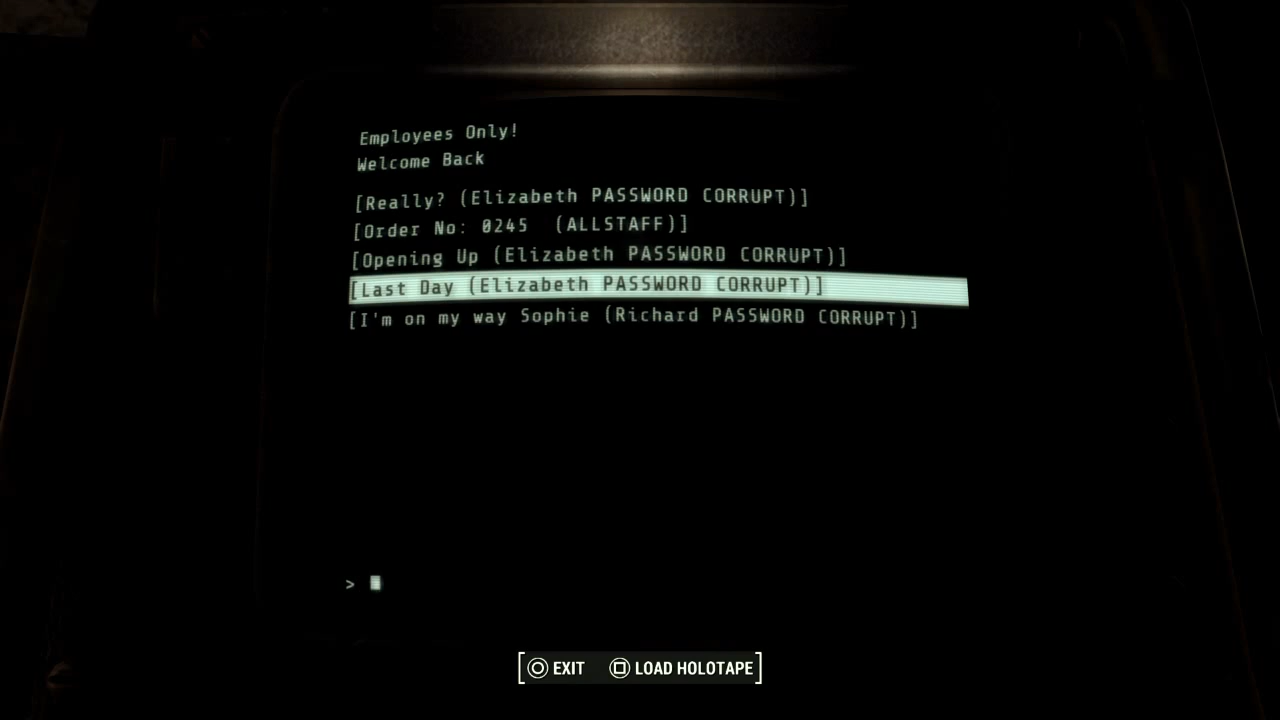 Employees Only!
Welcome Back
[Really? (Elizabeth PASSWORD CORRUPT)]
[Order No: 0245  (ALLSTAFF)]
[Opening Up (Elizabeth PASSWORD CORRUPT)]
[Last Day (Elizabeth PASSWORD CORRUPT)]
[I'm on my way Sophie (Richard PASSWORD CORRUPT)]
>
[EXIT LOAD HOLOTAPE]